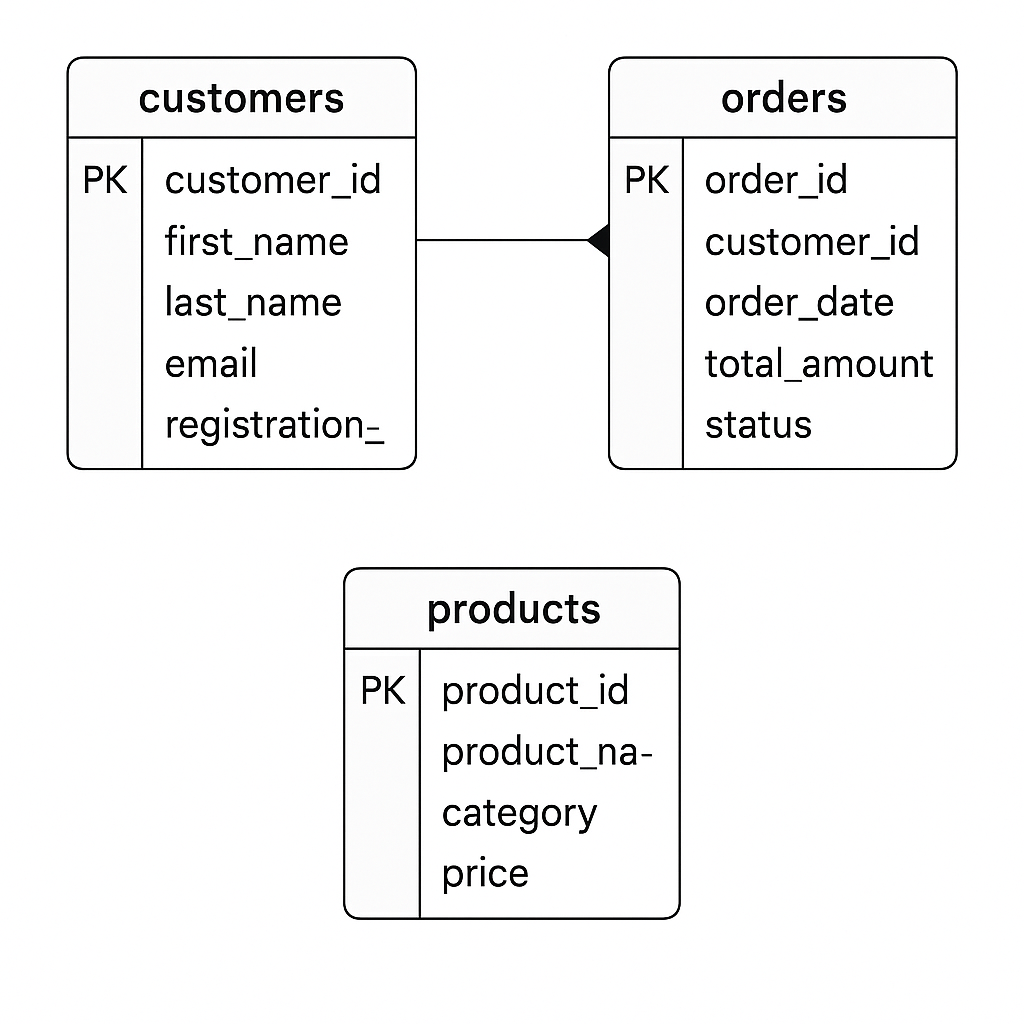 customers
PK customer_id
first_name
last_name
email
registration_
orders
PK order_id
customer_id
order_date
total_amount
status
products
PK product_id
product_na-
category
price